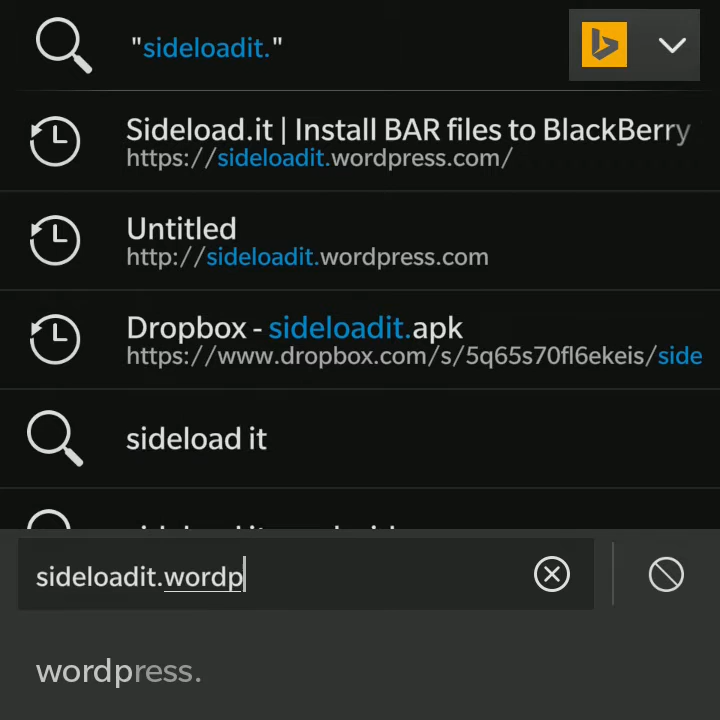 "sideloadit."
Sideload.it | Install BAR files to BlackBerry
https://sideloadit.wordpress.com/
Untitled
http://sideloadit.wordpress.com
Dropbox - sideloadit.apk
https://www.dropbox.com/s/5q65s70fl6ekeis/side
sideload it
sideloadit.wordp
wordpress.